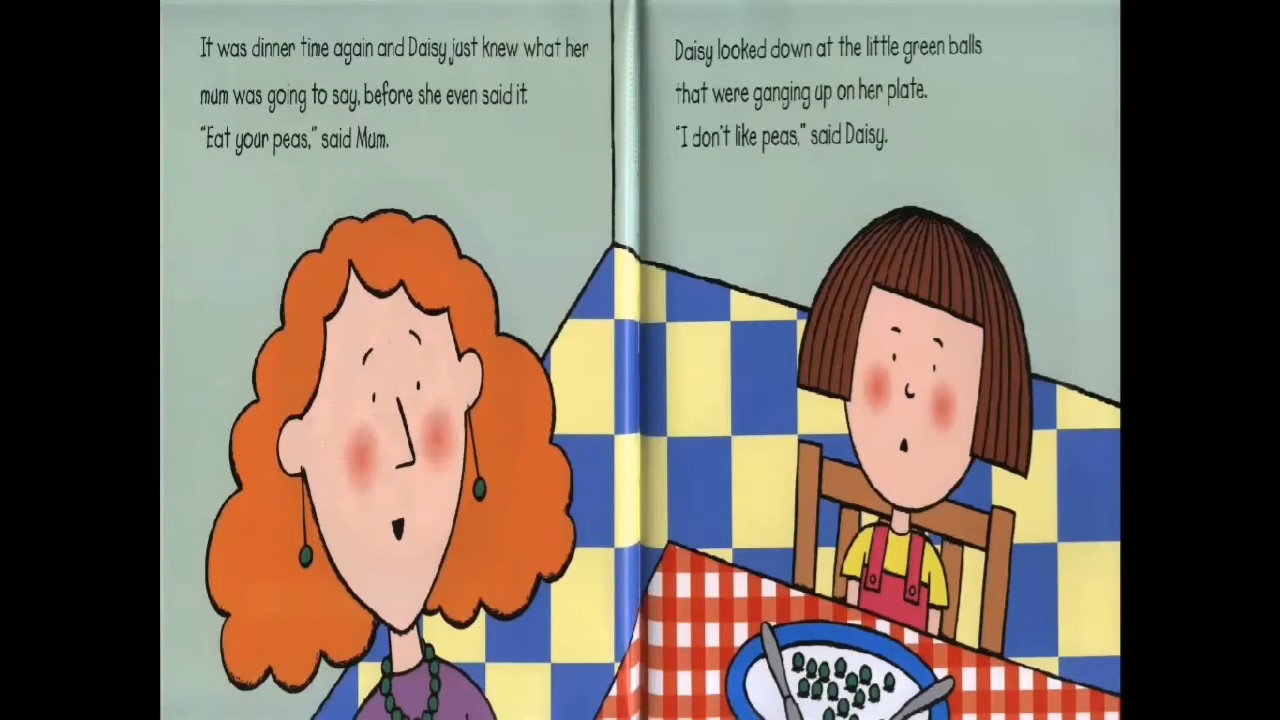 It was dinner time again and Daisy just knew what her
mum was going to say, before she even said it.
"Eat your peas," said Mum.
Daisy looked down at the little green balls
that were ganging up on her plate.
"I don't like peas," said Daisy.